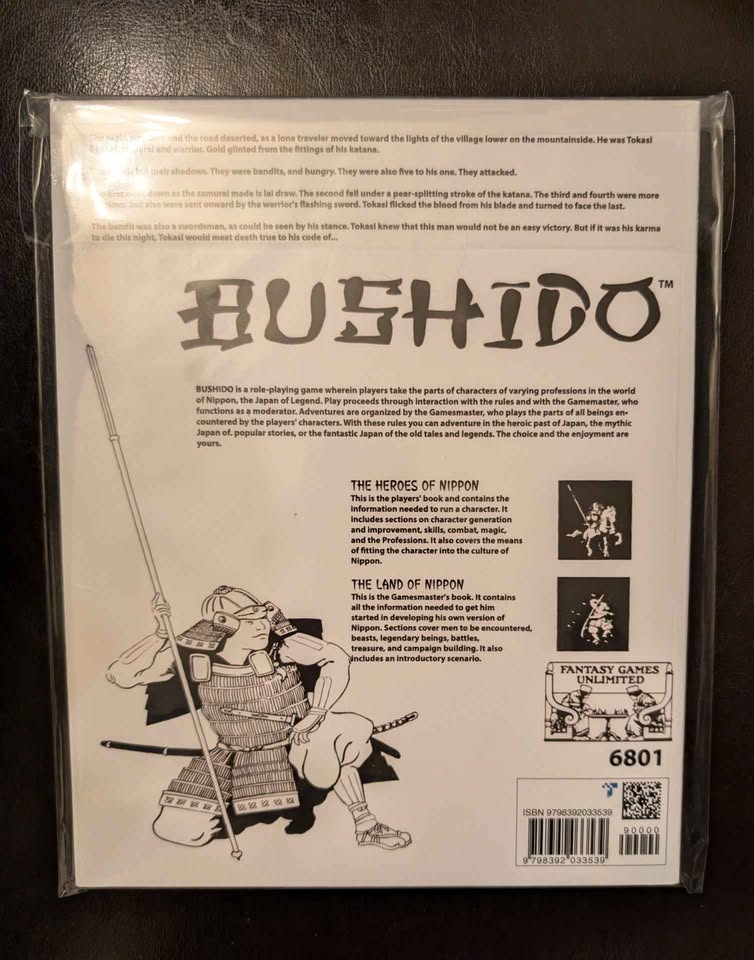 and the road deserted, as a lone traveler moved toward the lights of the village lower on the mountainside. He was Tokasi
and warrior. Gold glinted from the fittings of his katana.
their shadows. They were bandits, and hungry. They were also five to his one. They attacked.
down as the samurai made is Iai draw. The second fell under a pear-splitting stroke of the katana. The third and fourth were more
but also were sent onward by the warrior's flashing sword. Tokasi flicked the blood from his blade and turned to face the last.
The bandit was also a swordsman, as could be seen by his stance. Tokasi knew that this man would not be an easy victory. But if it was his karma
to die this night, Tokasi would meet death true to his code of...
BUSHIDO™
BUSHIDO is a role-playing game wherein players take the parts of characters of varying professions in the world
of Nippon, the Japan of Legend. Play proceeds through interaction with the rules and with the Gamemaster, who
functions as a moderator. Adventures are organized by the Gamesmaster, who plays the parts of all beings en-
countered by the players' characters. With these rules you can adventure in the heroic past of Japan, the mythic
Japan of. popular stories, or the fantastic Japan of the old tales and legends. The choice and the enjoyment are
yours.
THE HEROES OF NIPPON
This is the players' book and contains the
information needed to run a character. It
includes sections on character generation
and improvement, skills, combat, magic,
and the Professions. It also covers the means
of fitting the character into the culture of
Nippon.
THE LAND OF NIPPON
This is the Gamemaster's book. It contains
all the information needed to get him
started in developing his own version of
Nippon. Sections cover men to be encountered,
beasts, legendary beings, battles,
treasure, and campaign building. It also
includes an introductory scenario.
FANTASY GAMES
UNLIMITED
6801
ISBN 9798392033539
90000
9 798392 033539